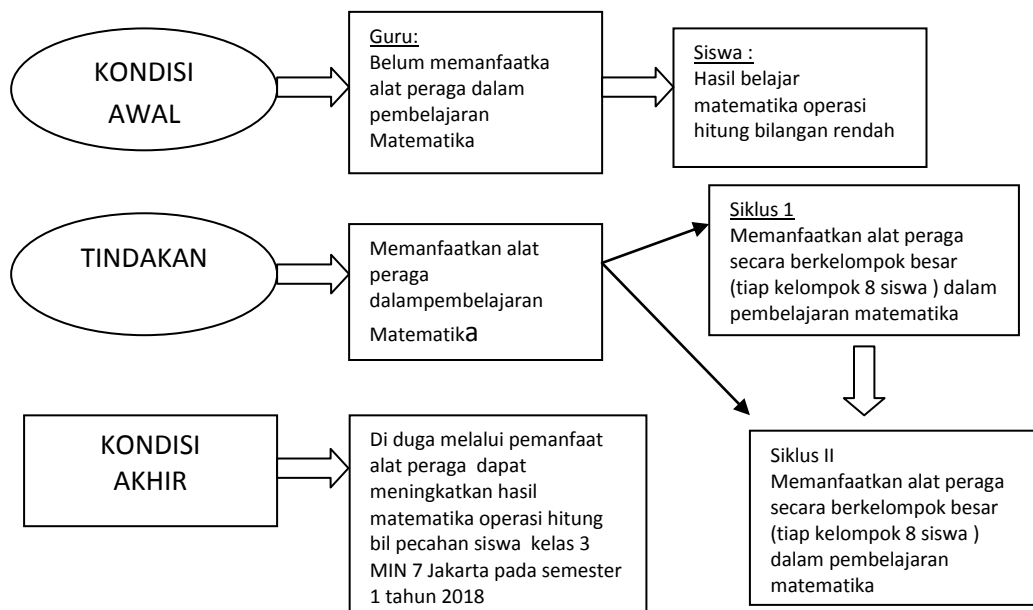 KONDISI
AWAL
Guru:
Belum memanfaatka
alat peraga dalam
pembelajaran
Matematika
Siswa :
Hasil belajar
matematika operasi
hitung bilangan rendah
TINDAKAN
Memanfaatkan alat
peraga
dalampembelajaran
Matematika
Siklus 1
Memanfaatkan alat peraga
secara berkelompok besar
(tiap kelompok 8 siswa ) dalam
pembelajaran matematika
KONDISI
AKHIR
Di duga melalui pemanfaat
alat peraga dapat
meningkatkan hasil
matematika operasi hitung
bil pecahan siswa kelas 3
MIN 7 Jakarta pada semester
1 tahun 2018
Siklus II
Memanfaatkan alat peraga
secara berkelompok besar
(tiap kelompok 8 siswa )
dalam pembelajaran
matematika